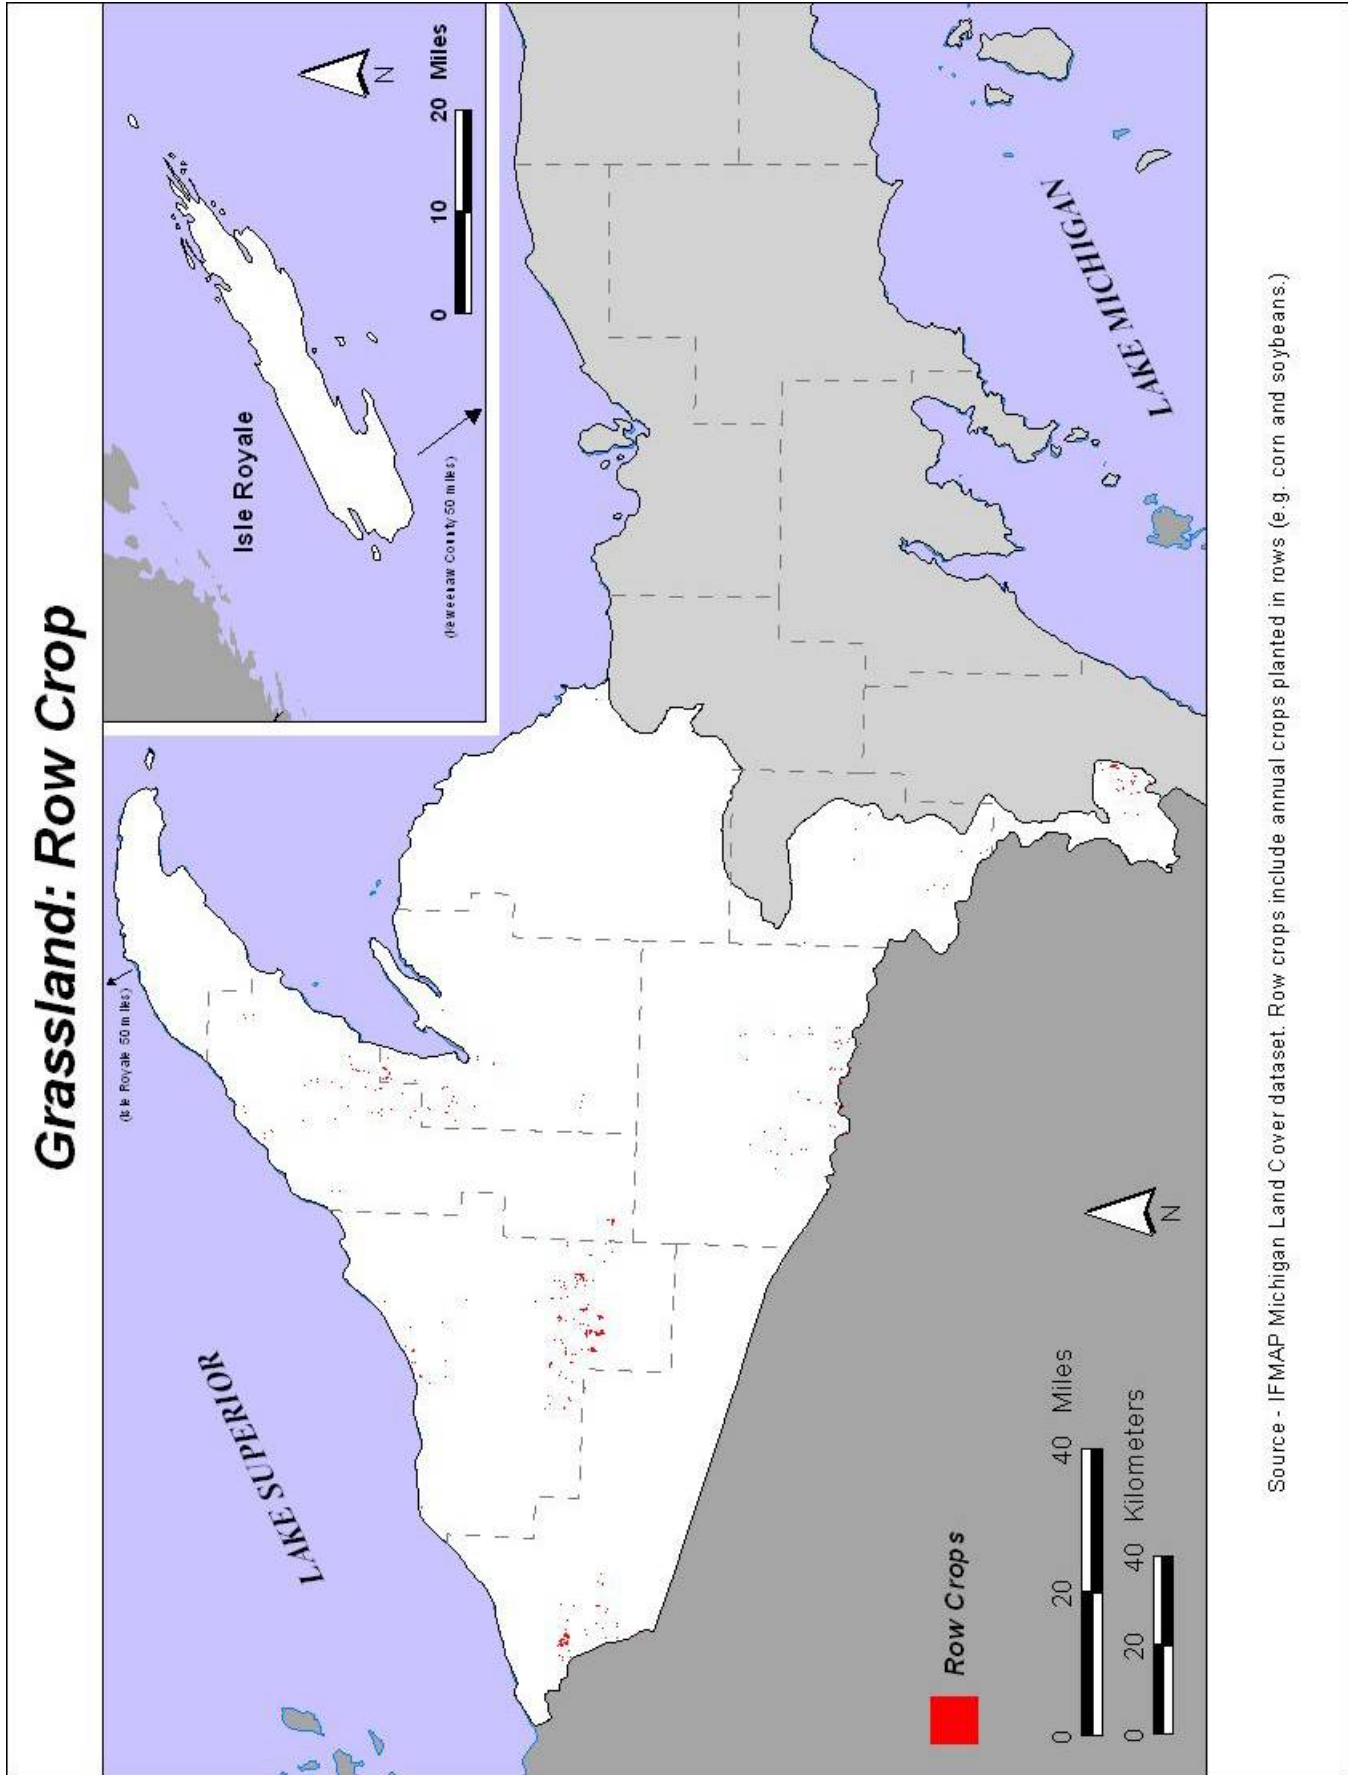 Grassland: Row Crop
(Isle Royale 50 miles)
Isle Royale
(Keweenaw County 50 miles)
N
0 10 20 Miles
LAKE SUPERIOR
LAKE MICHIGAN
Row Crops
0 20 40 Miles
0 20 40 Kilometers
N
Source - IFMAP Michigan Land Cover dataset. Row crops include annual crops planted in rows (e.g. corn and soybeans.)